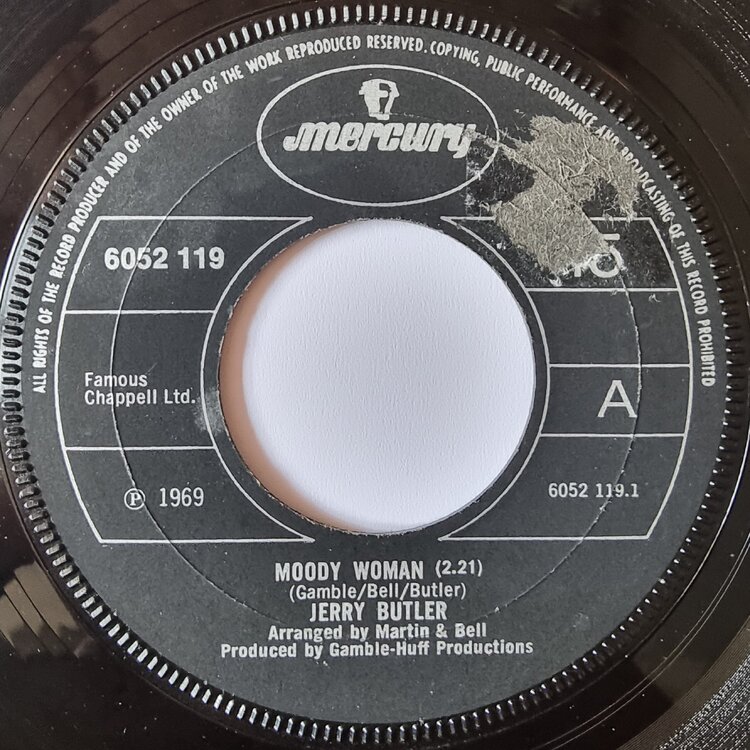 ALL RIGHTS OF THE RECORD PRODUCER AND OF THE OWNER OF THE WORK REPRODUCED RESERVED. COPYING, PUBLIC PERFORMANCE AND BROADCASTING OF THIS RECORD PROHIBITED
mercury
6052 119
45
Famous
Chappell Ltd.
A
℗ 1969
6052 119.1
MOODY WOMAN (2.21)
(Gamble/Bell/Butler)
JERRY BUTLER
Arranged by Martin & Bell
Produced by Gamble-Huff Productions